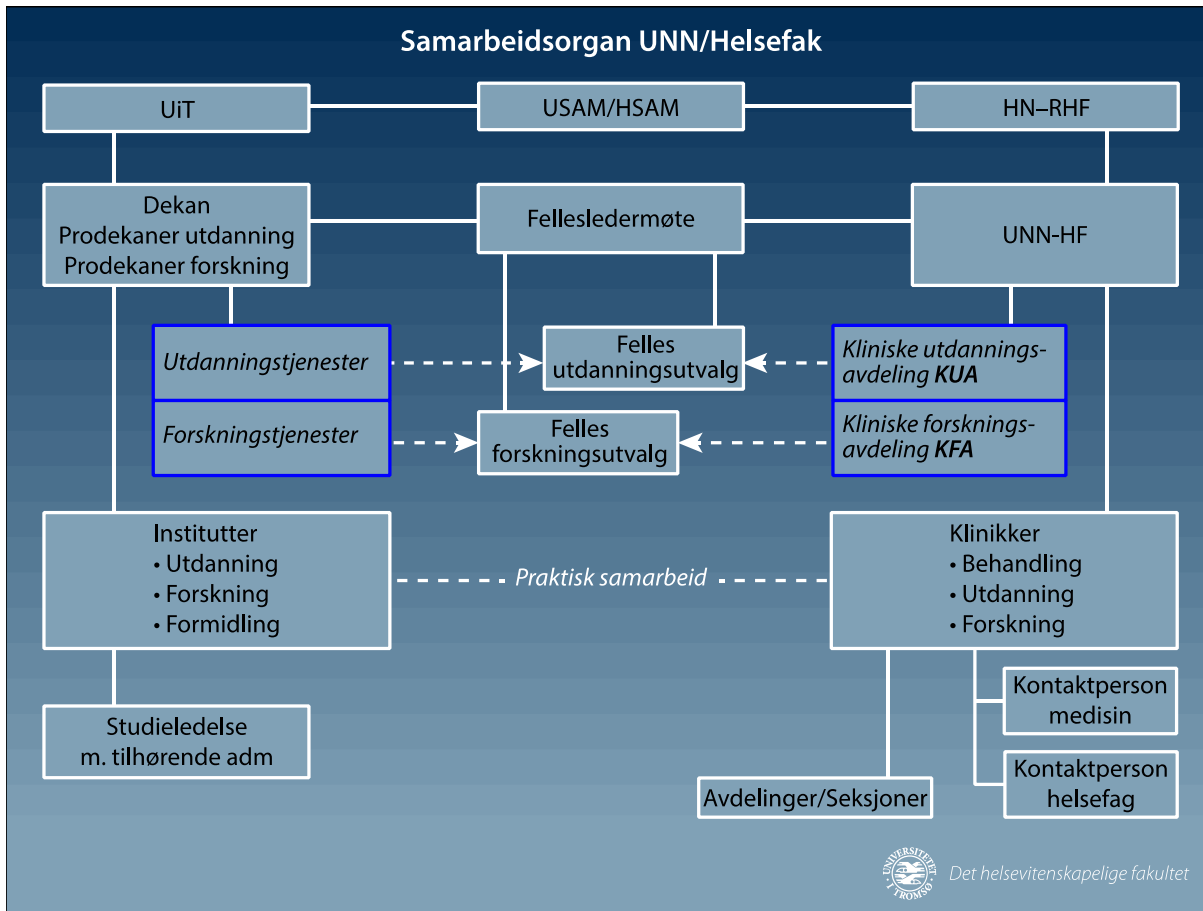 Samarbeidsorgan UNN/Helsefak
UiT
USAM/HSAM
HN–RHF
Dekan
Prodekaner utdanning
Prodekaner forskning
Fellesledermøte
UNN-HF
Utdanningstjenester
Felles
utdanningsutvalg
Kliniske utdannings-
avdeling KUA
Forskningstjenester
Felles
forskningsutvalg
Kliniske forsknings-
avdeling KFA
Institutter
• Utdanning
• Forskning
• Formidling
Praktisk samarbeid
Klinikker
• Behandling
• Utdanning
• Forskning
Studieledelse
m. tilhørende adm
Kontaktperson
medisin
Kontaktperson
helsefag
Avdelinger/Seksjoner
UNIVERSITETET
I TROMSØ
Det helsevitenskapelige fakultet